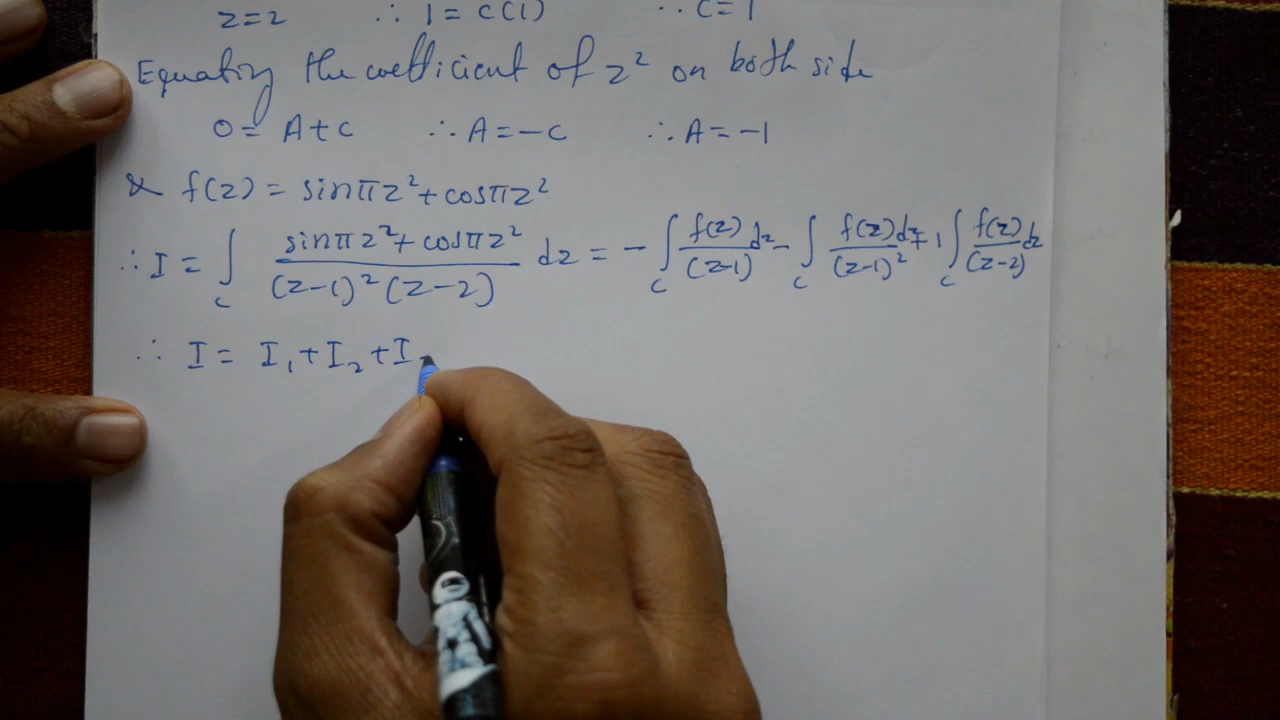 z=2 ∴ 1 = c(1) ∴ c=1
Equating the coefficient of z² on both side
0 = A+c ∴ A = -c ∴ A = -1
& f(z) = sinπz² + cosπz²
∴ I = ∫_c (sinπz² + cosπz²)/((z-1)²(z-2)) dz = - ∫_c f(z)/(z-1) dz - ∫_c f(z)dz/(z-1)² + 1 ∫_c f(z)/(z-2) dz
∴ I = I₁ + I₂ + I